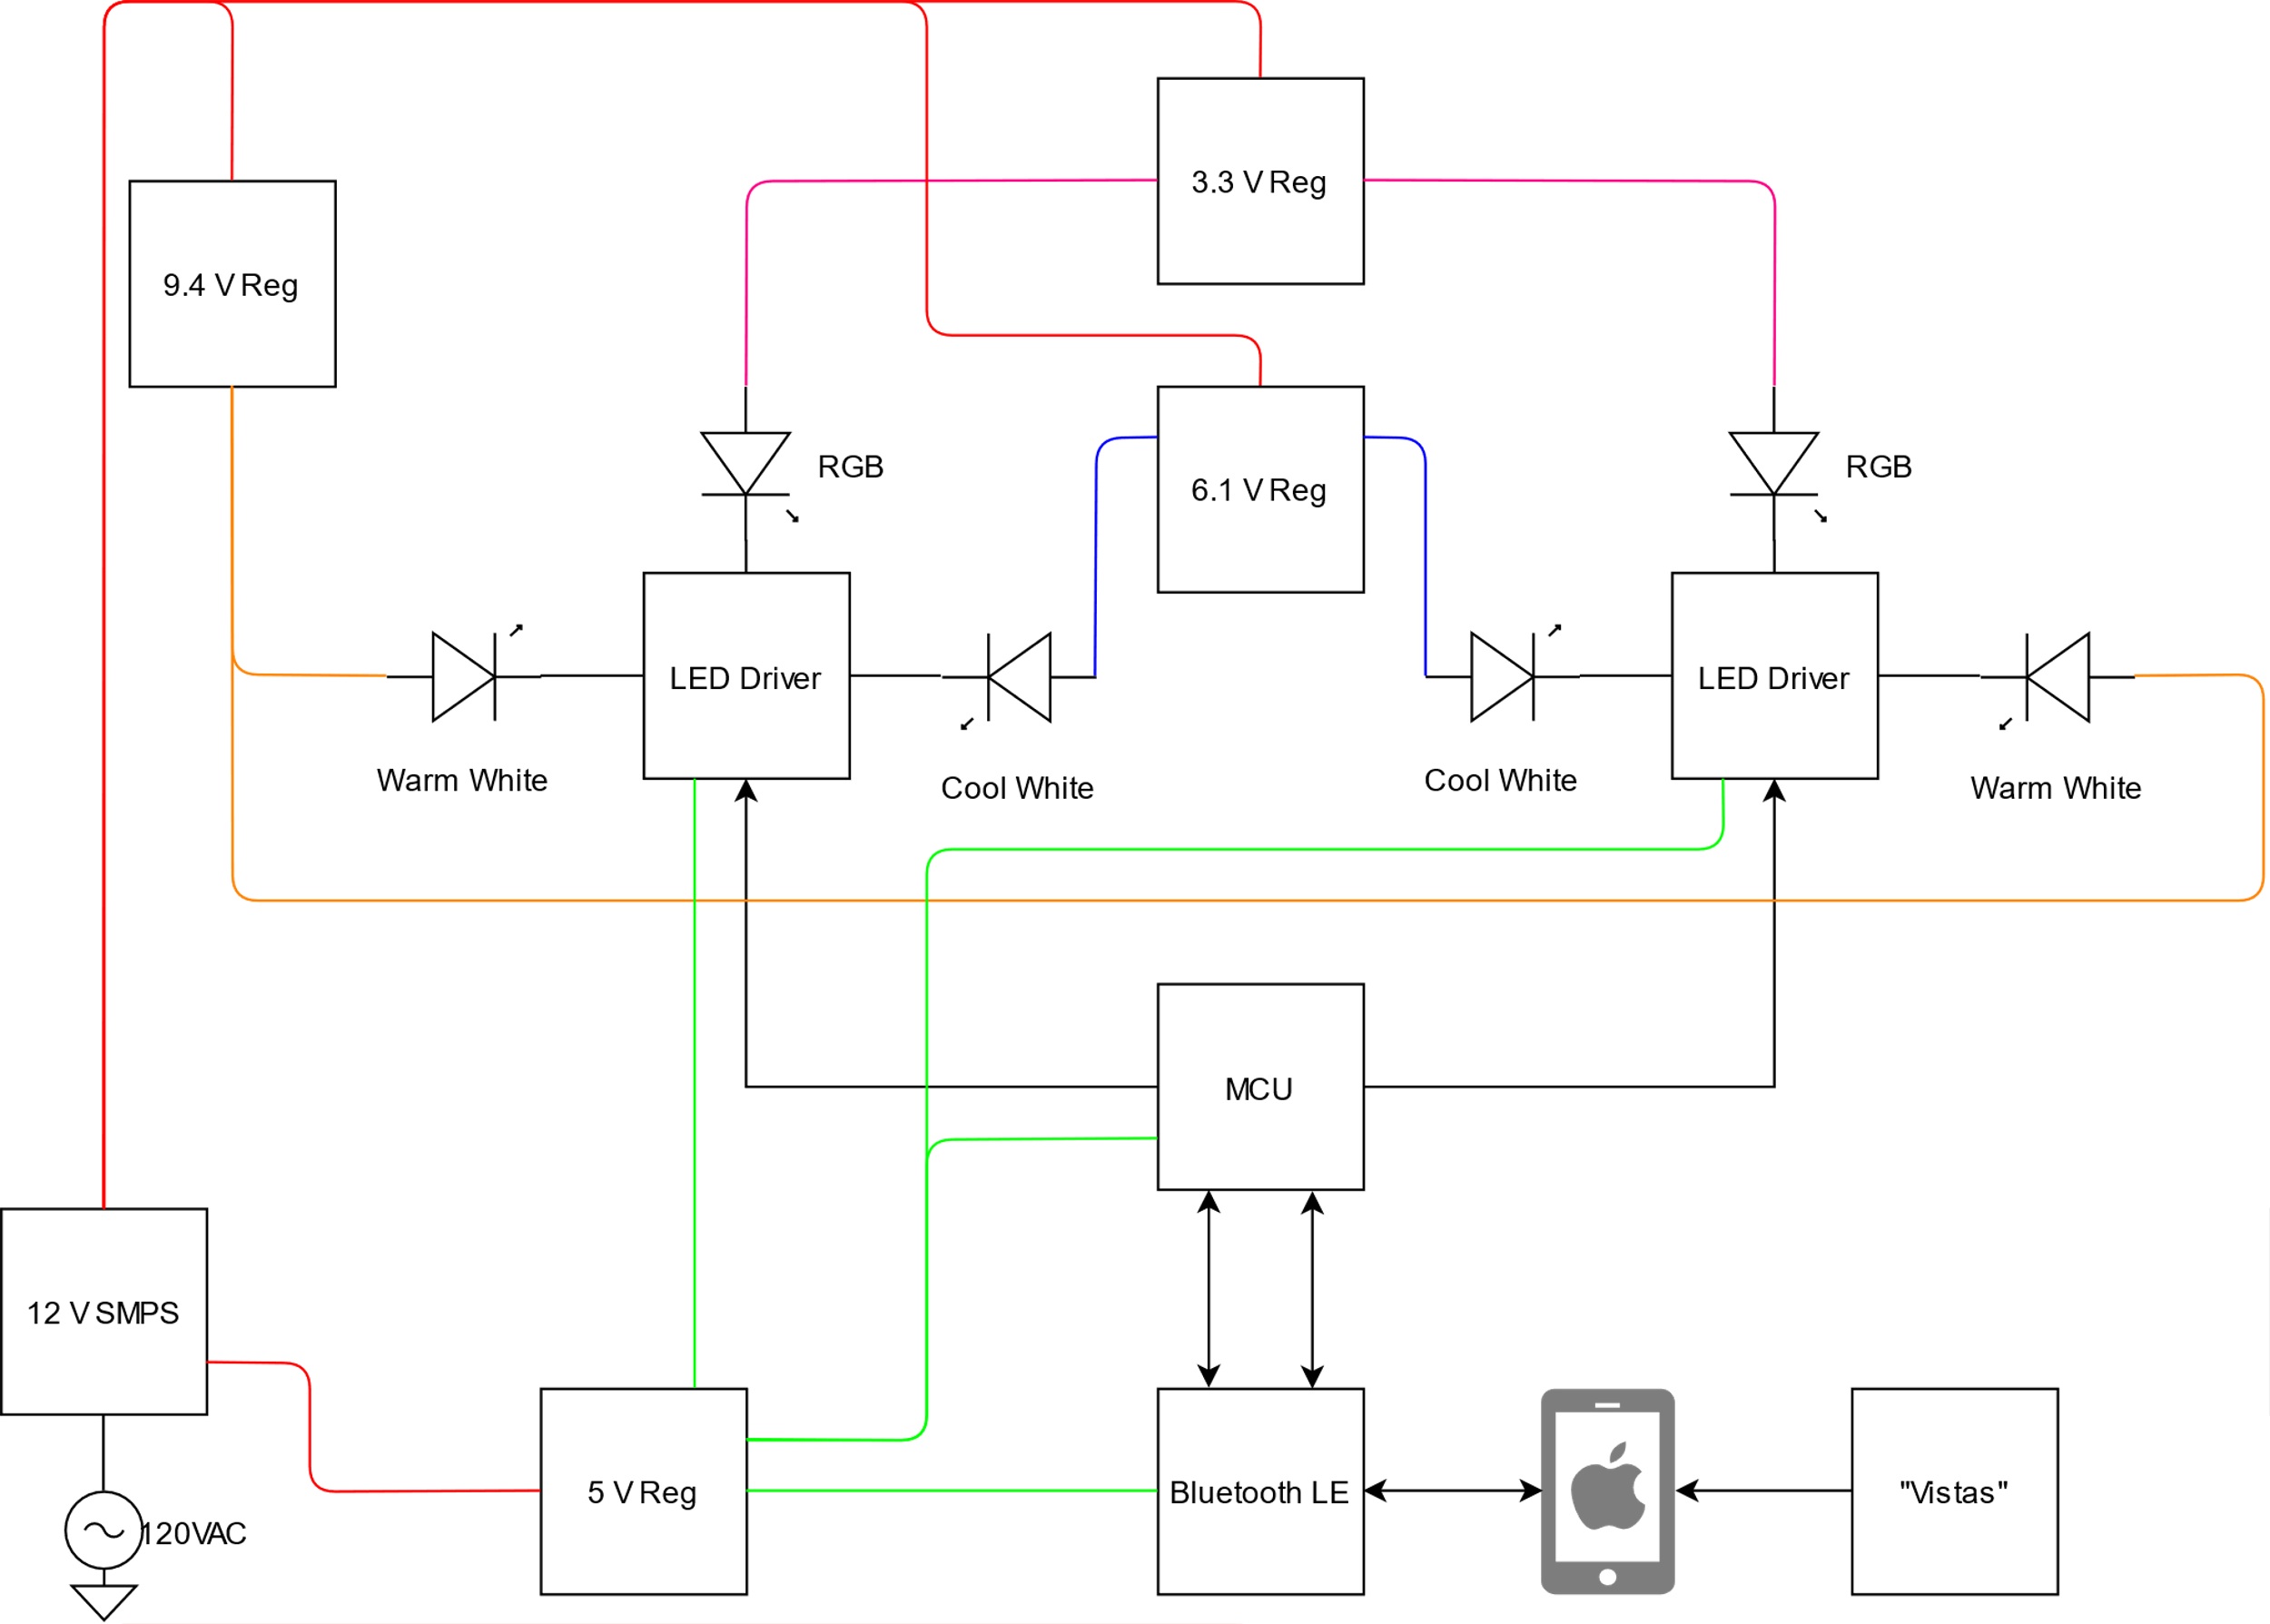 3.3 V Reg
9.4 V Reg
RGB
6.1 V Reg
RGB
LED Driver
LED Driver
Warm White
Cool White
Cool White
Warm White
MCU
12 V SMPS
5 V Reg
Bluetooth LE
"Vistas"
120VAC